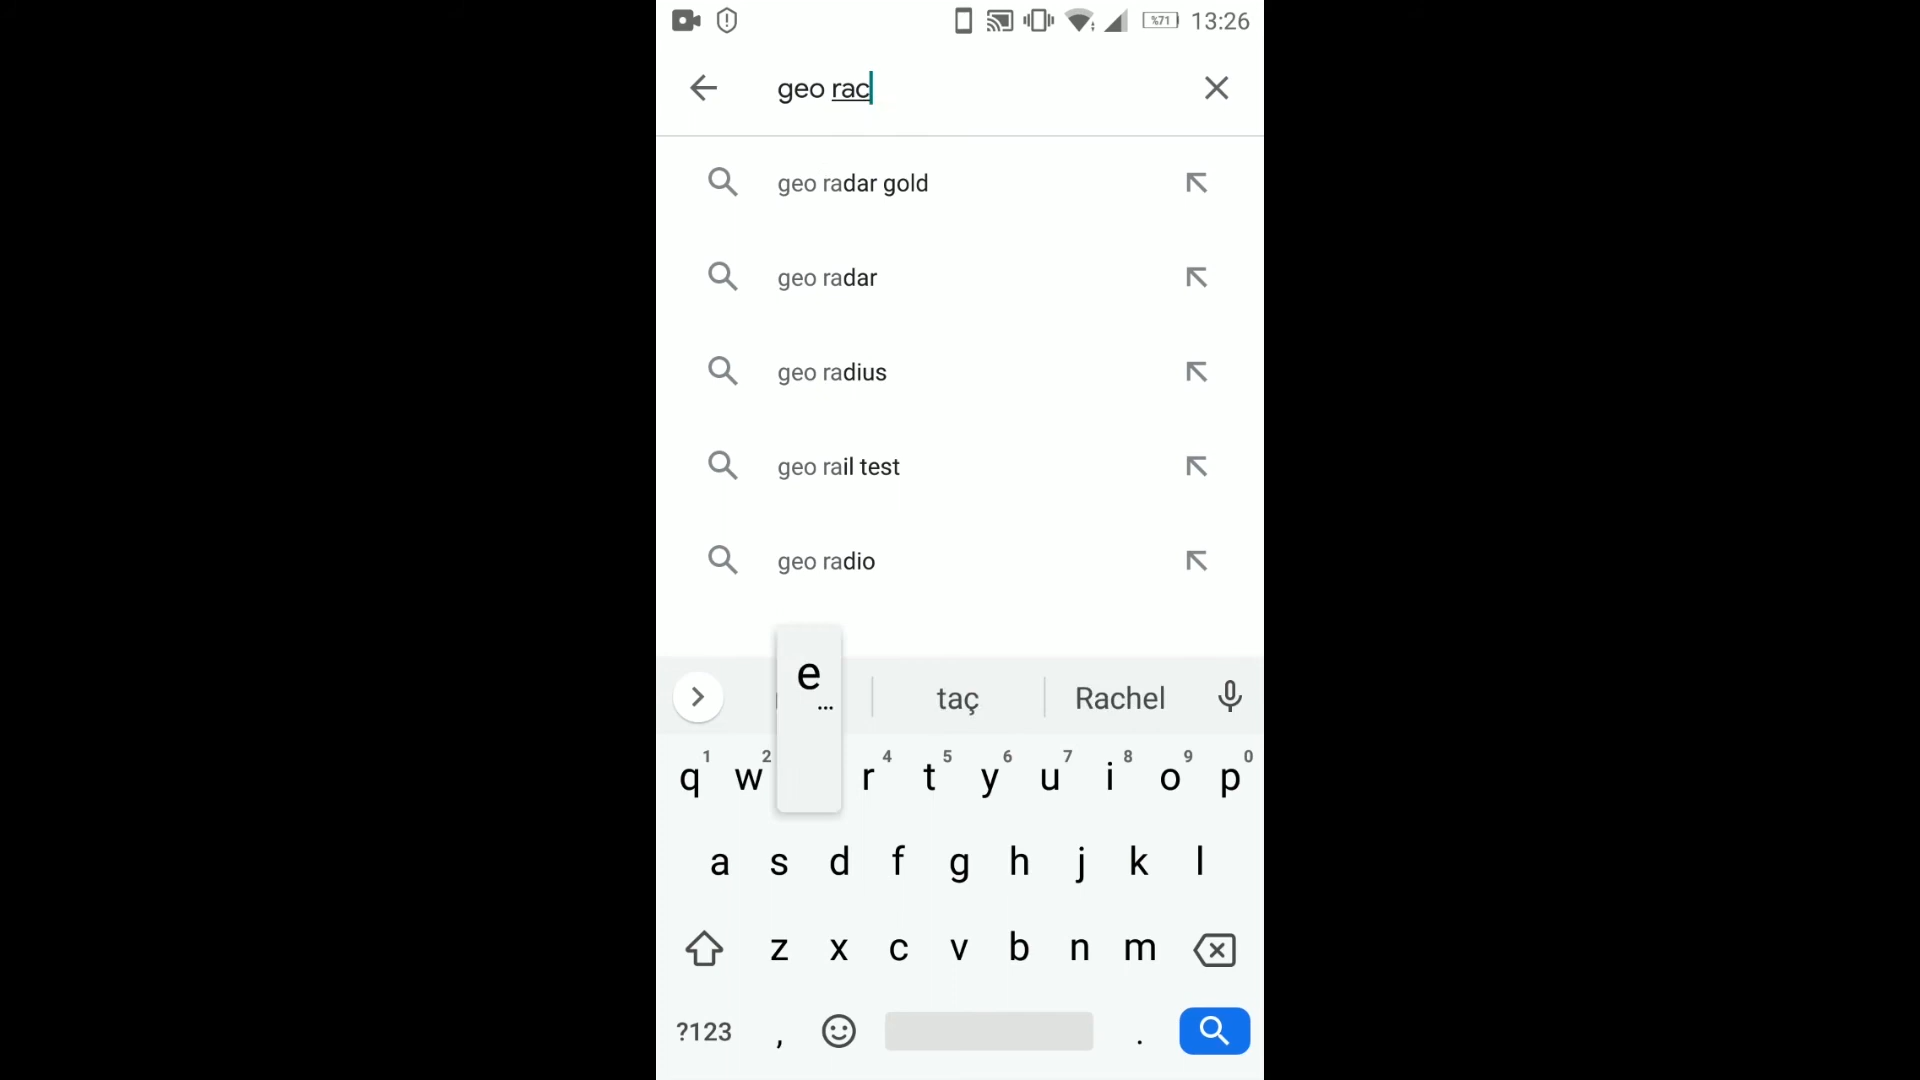 %71 13:26
geo rac
geo radar gold
geo radar
geo radius
geo rail test
geo radio
e
...
taç Rachel
1 2 4 5 6 7 8 9 0
q w r t y u i o p
a s d f g h j k l
z x c v b n m
?123 , .